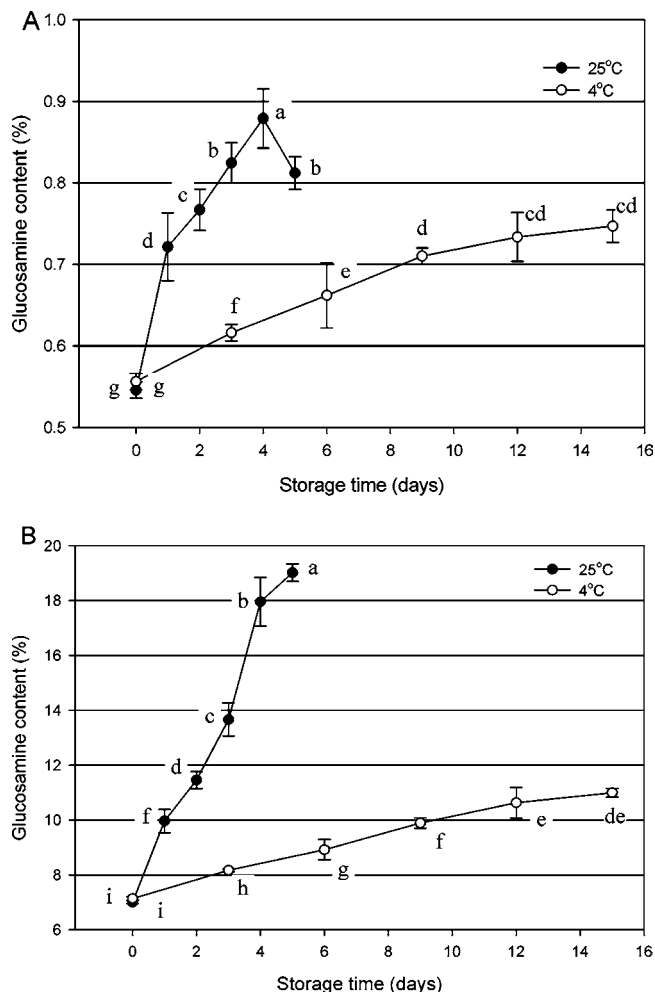 A
1.0
25°C
4°C
0.9
a
b
b
0.8
c
cd
cd
d
d
0.7
e
f
0.6
g
g
0.5
0 2 4 6 8 10 12 14 16
Glucosamine content (%)
Storage time (days)
B
20
25°C
4°C
a
18
b
16
14
c
12
d
f
10
de
e
f
8
g
h
i
i
6
0 2 4 6 8 10 12 14 16
Glucosamine content (%)
Storage time (days)